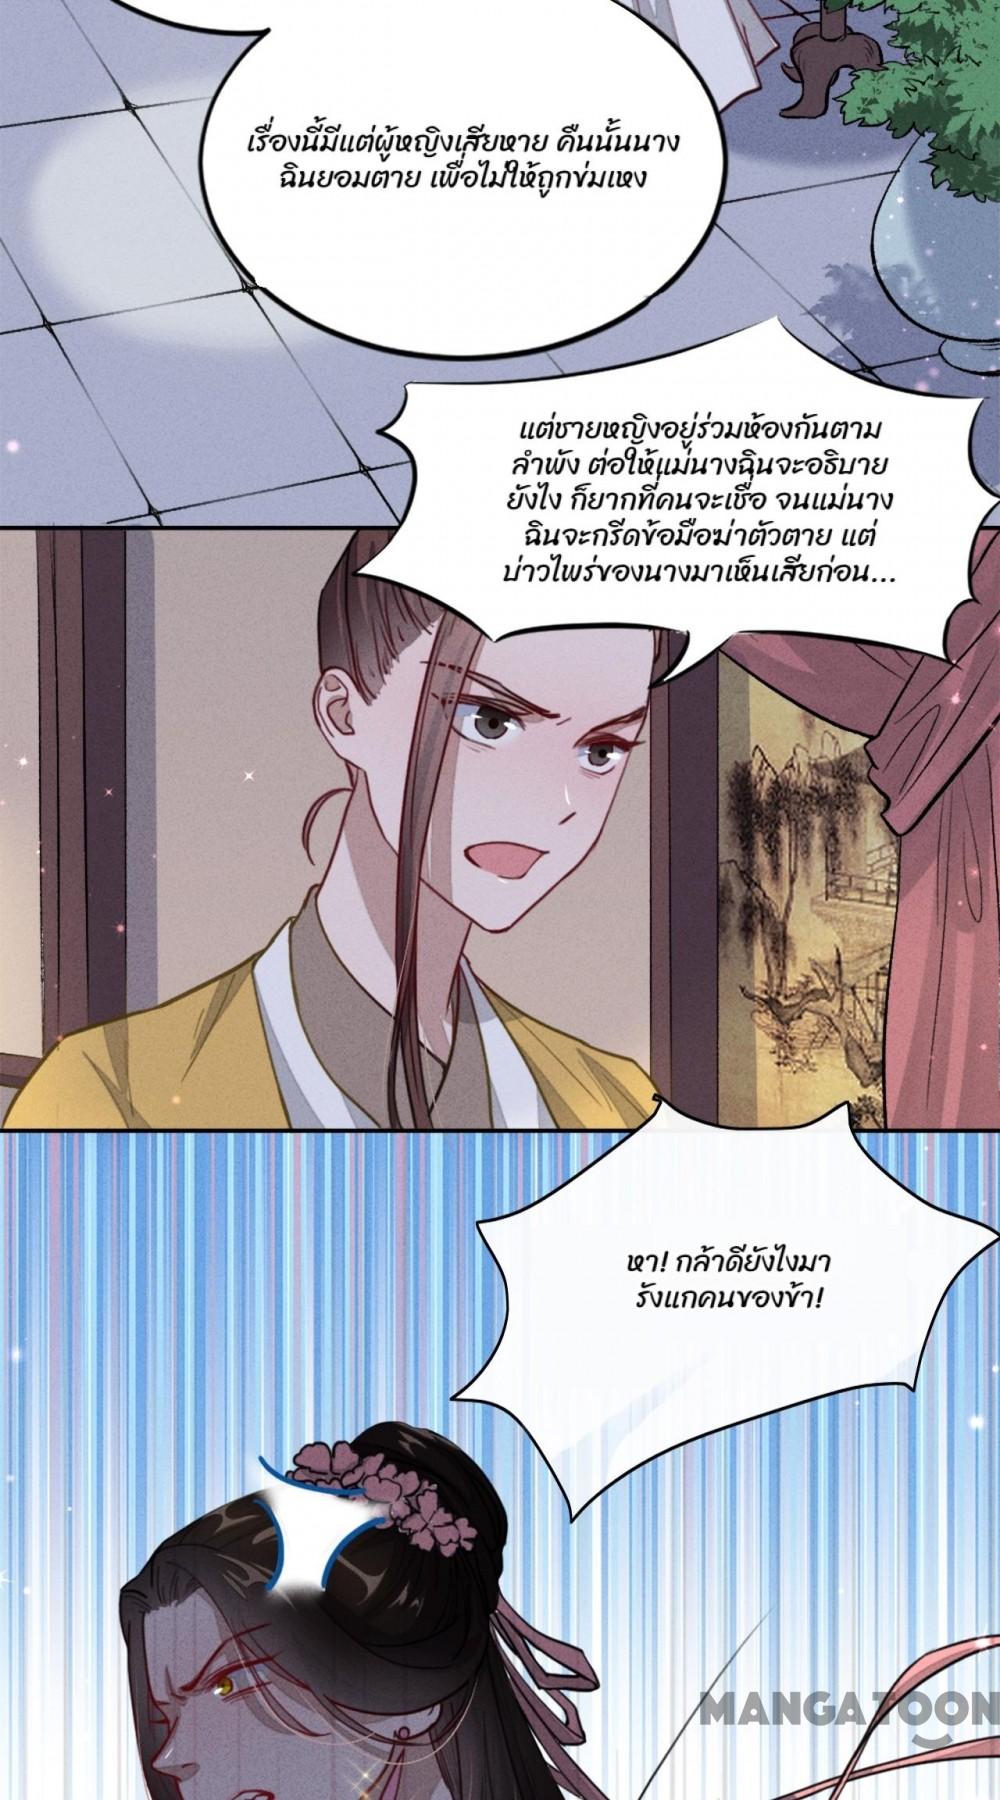 เรื่องนี้มีแต่ผู้หญิงเสียหาย คืนนั้นนาง
ฉินยอมตาย เพื่อไม่ให้ถูกข่มเหง
แต่ชายหญิงอยู่ร่วมห้องกันตาม
ลำพัง ต่อให้แม่นางฉินจะอธิบาย
ยังไง ก็ยากที่คนจะเชื่อ จนแม่นาง
ฉินจะกรีดข้อมือฆ่าตัวตาย แต่
บ่าวไพร่ของนางมาเห็นเสียก่อน...
หา! กล้าดียังไงมา
รังแกคนของข้า!
MANGATOON